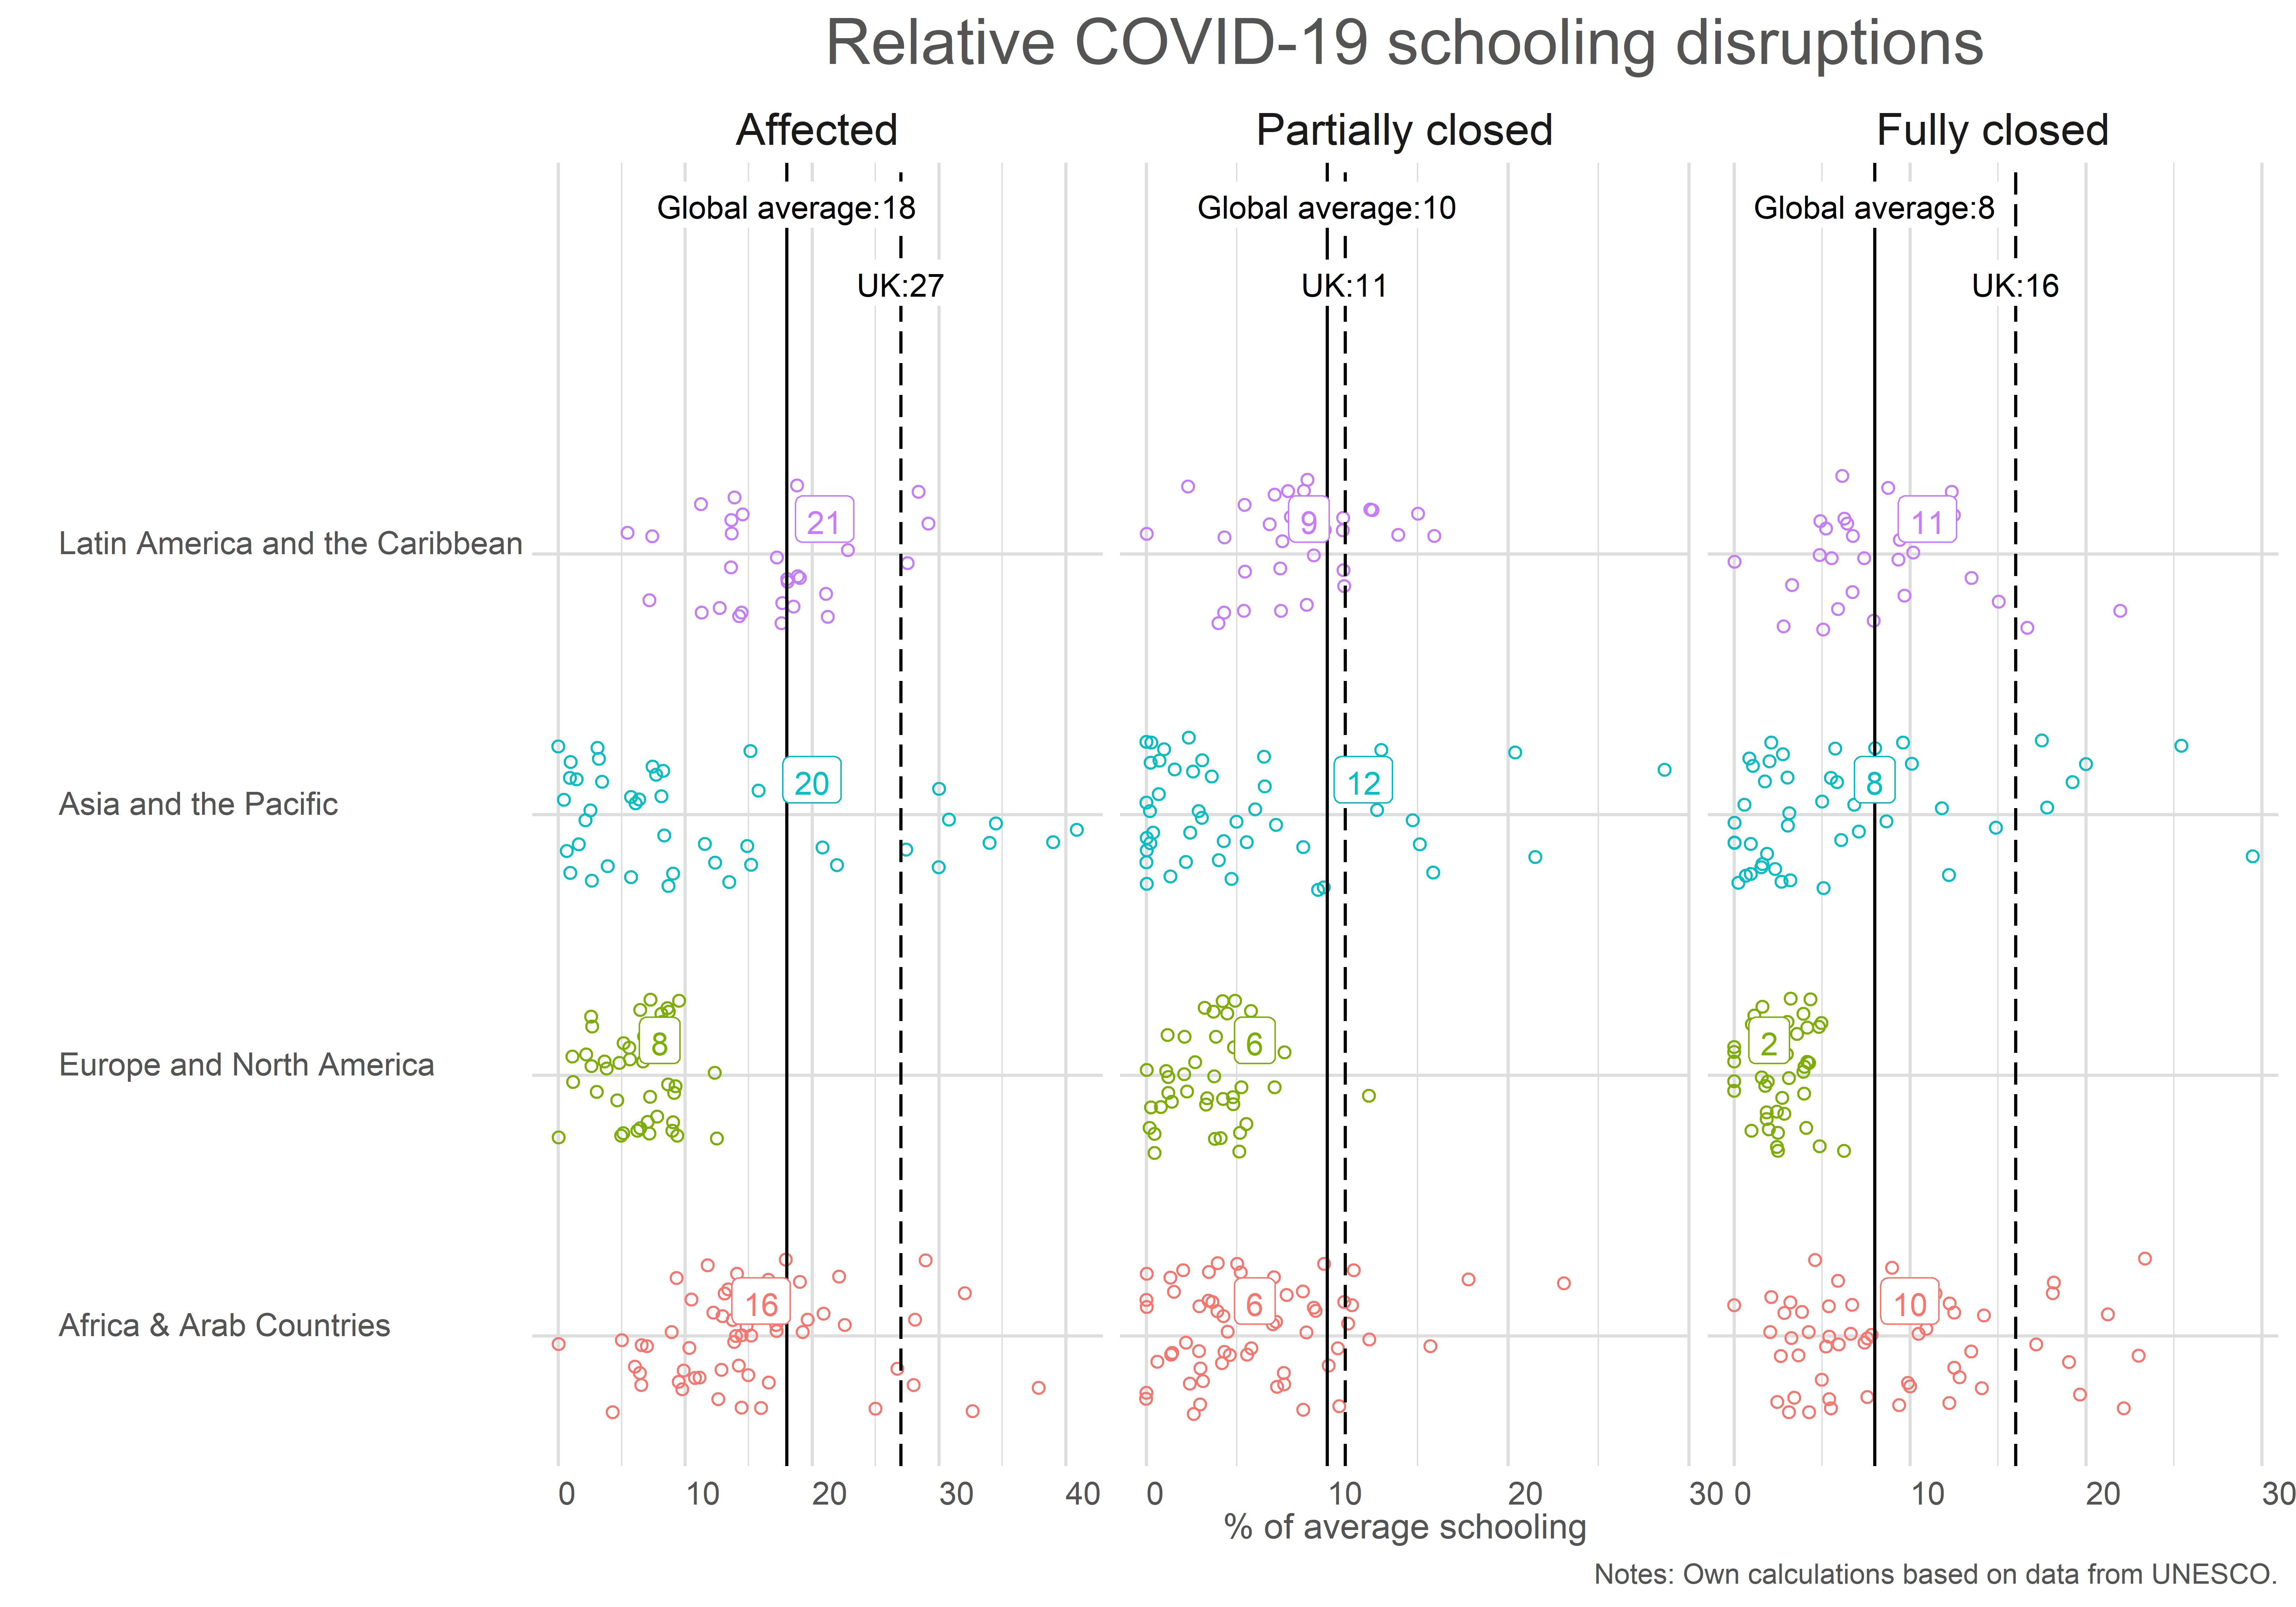 Relative COVID-19 schooling disruptions
Affected Partially closed Fully closed
Global average:18 Global average:10 Global average:8
UK:27 UK:11 UK:16
Latin America and the Caribbean 21 9 11
Asia and the Pacific 20 12 8
Europe and North America 8 6 2
Africa & Arab Countries 16 6 10
0 10 20 30 40 0 10 20 30 0 10 20 30
% of average schooling
Notes: Own calculations based on data from UNESCO.